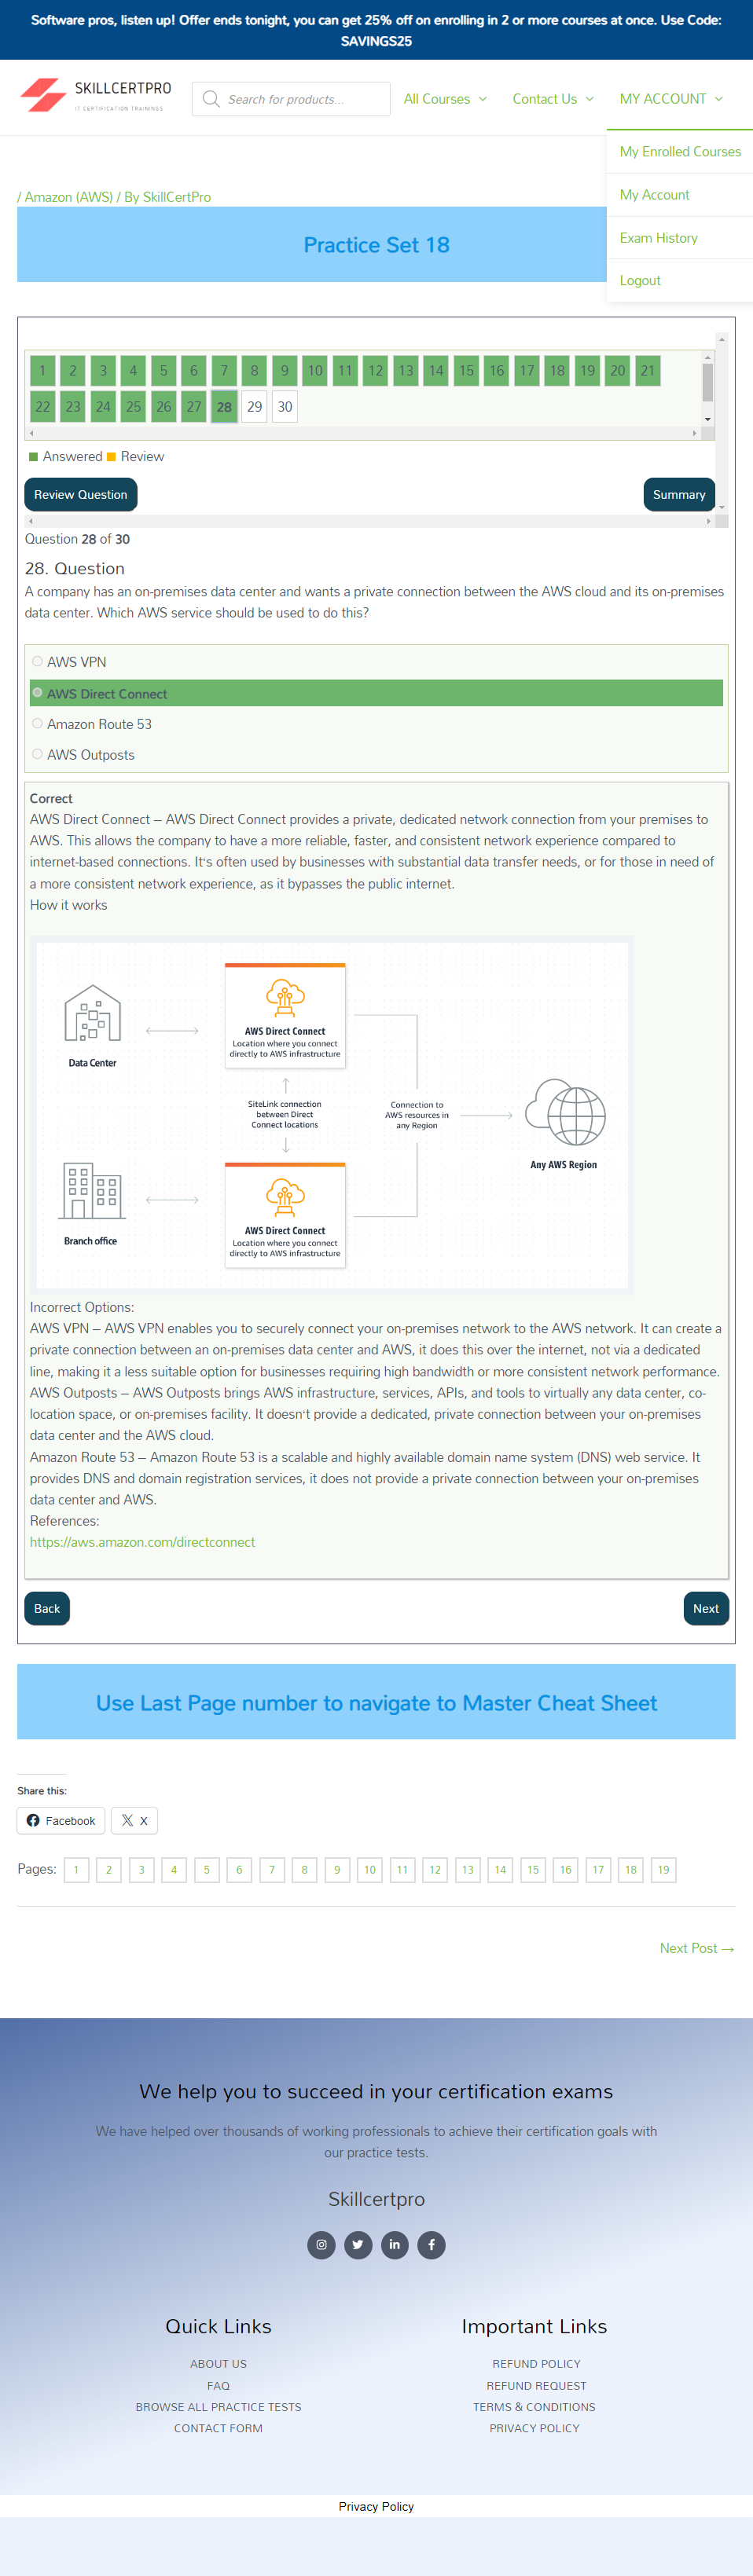 Software pros, listen up! Offer ends tonight, you can get 25% off on enrolling in 2 or more courses at once. Use Code:
SAVINGS25
SKILLCERTPRO
IT CERTIFICATION TRAININGS
Search for products...
All Courses
Contact Us
MY ACCOUNT
My Enrolled Courses
My Account
Exam History
Logout
/ Amazon (AWS) / By SkillCertPro
Practice Set 18
1 2 3 4 5 6 7 8 9 10 11 12 13 14 15 16 17 18 19 20 21
22 23 24 25 26 27 28 29 30
Answered Review
Review Question
Summary
Question 28 of 30
28. Question
A company has an on-premises data center and wants a private connection between the AWS cloud and its on-premises
data center. Which AWS service should be used to do this?
AWS VPN
AWS Direct Connect
Amazon Route 53
AWS Outposts
Correct
AWS Direct Connect – AWS Direct Connect provides a private, dedicated network connection from your premises to
AWS. This allows the company to have a more reliable, faster, and consistent network experience compared to
internet-based connections. It's often used by businesses with substantial data transfer needs, or for those in need of
a more consistent network experience, as it bypasses the public internet.
How it works
Data Center
AWS Direct Connect
Location where you connect
directly to AWS infrastructure
SiteLink connection
between Direct
Connect locations
Connection to
AWS resources in
any Region
Any AWS Region
Branch office
AWS Direct Connect
Location where you connect
directly to AWS infrastructure
Incorrect Options:
AWS VPN – AWS VPN enables you to securely connect your on-premises network to the AWS network. It can create a
private connection between an on-premises data center and AWS, it does this over the internet, not via a dedicated
line, making it a less suitable option for businesses requiring high bandwidth or more consistent network performance.
AWS Outposts – AWS Outposts brings AWS infrastructure, services, APIs, and tools to virtually any data center, co-
location space, or on-premises facility. It doesn't provide a dedicated, private connection between your on-premises
data center and the AWS cloud.
Amazon Route 53 – Amazon Route 53 is a scalable and highly available domain name system (DNS) web service. It
provides DNS and domain registration services, it does not provide a private connection between your on-premises
data center and AWS.
References:
https://aws.amazon.com/directconnect
Back
Next
Use Last Page number to navigate to Master Cheat Sheet
Share this:
Facebook
X
Pages: 1 2 3 4 5 6 7 8 9 10 11 12 13 14 15 16 17 18 19
Next Post →
We help you to succeed in your certification exams
We have helped over thousands of working professionals to achieve their certification goals with
our practice tests.
Skillcertpro
Quick Links
ABOUT US
FAQ
BROWSE ALL PRACTICE TESTS
CONTACT FORM
Important Links
REFUND POLICY
REFUND REQUEST
TERMS & CONDITIONS
PRIVACY POLICY
Privacy Policy